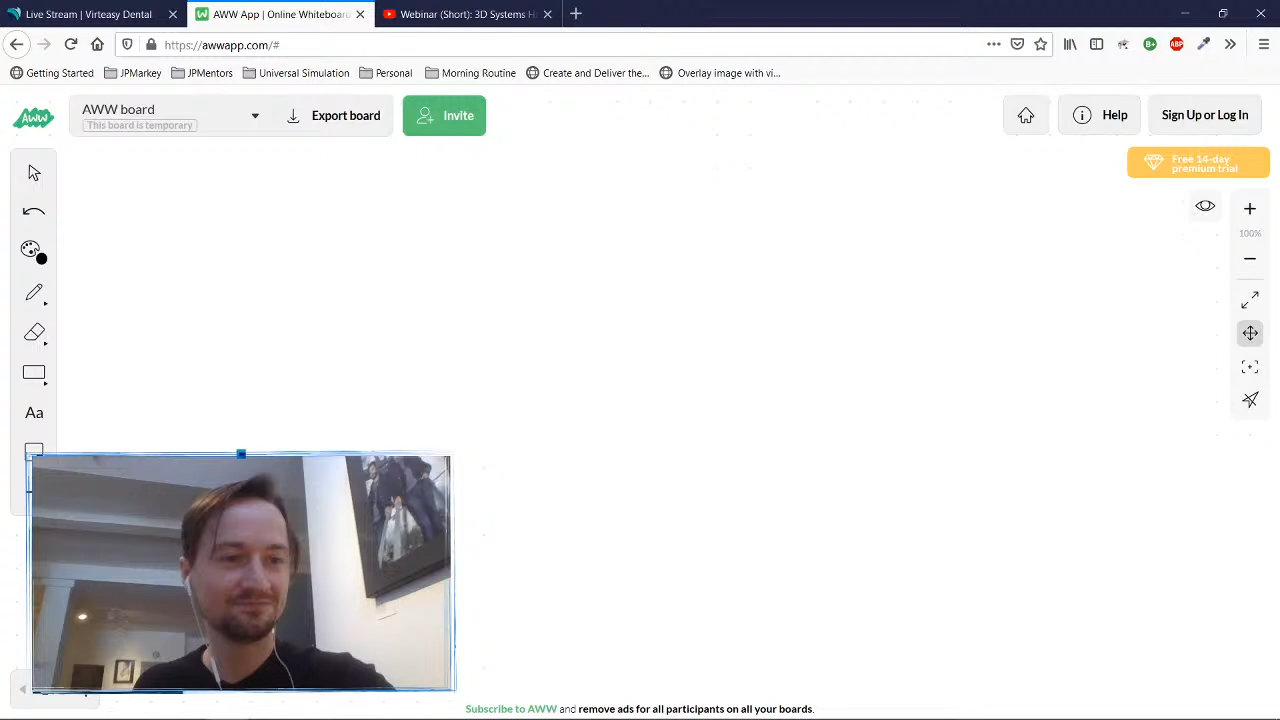 Live Stream | Virteasy Dental
AWW App | Online Whiteboard
Webinar (Short): 3D Systems H
https://awwapp.com/#
Getting Started
JPMarkey
JPMentors
Universal Simulation
Personal
Morning Routine
Create and Deliver the...
Overlay image with vi...
B+
ABP
AWW
AWW board
This board is temporary
Export board
Invite
Help
Sign Up or Log In
Free 14-day
premium trial
100%
Aa
Subscribe to AWW and remove ads for all participants on all your boards.